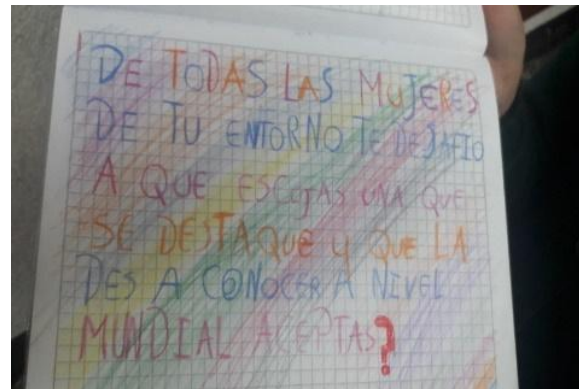 DE TODAS LAS MUJERES
DE TU ENTORNO TE DESAFIO
A QUE ESCOJAS UNA QUE
SE DESTAQUE Y QUE LA
DES A CONOCER A NIVEL
MUNDIAL ACEPTAS?